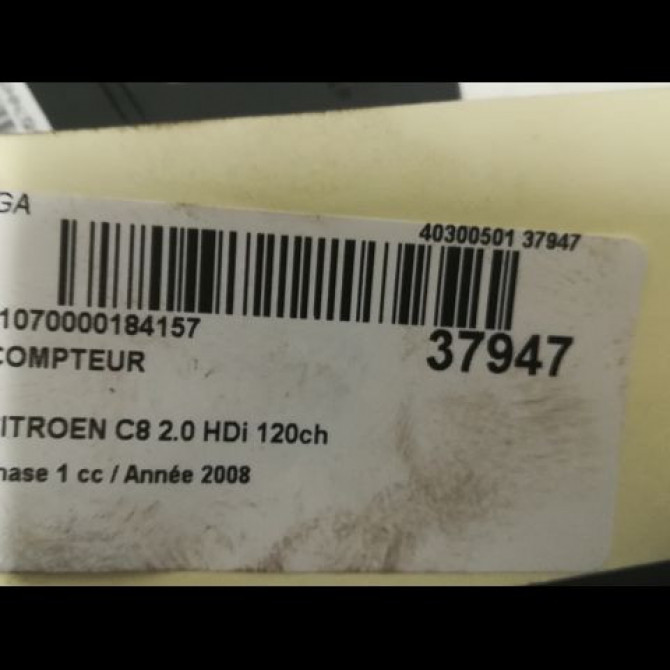 GA
40300501 37947
1070000184157
37947
COMPTEUR
ITROEN C8 2.0 HDi 120ch
hase 1 cc / Année 2008